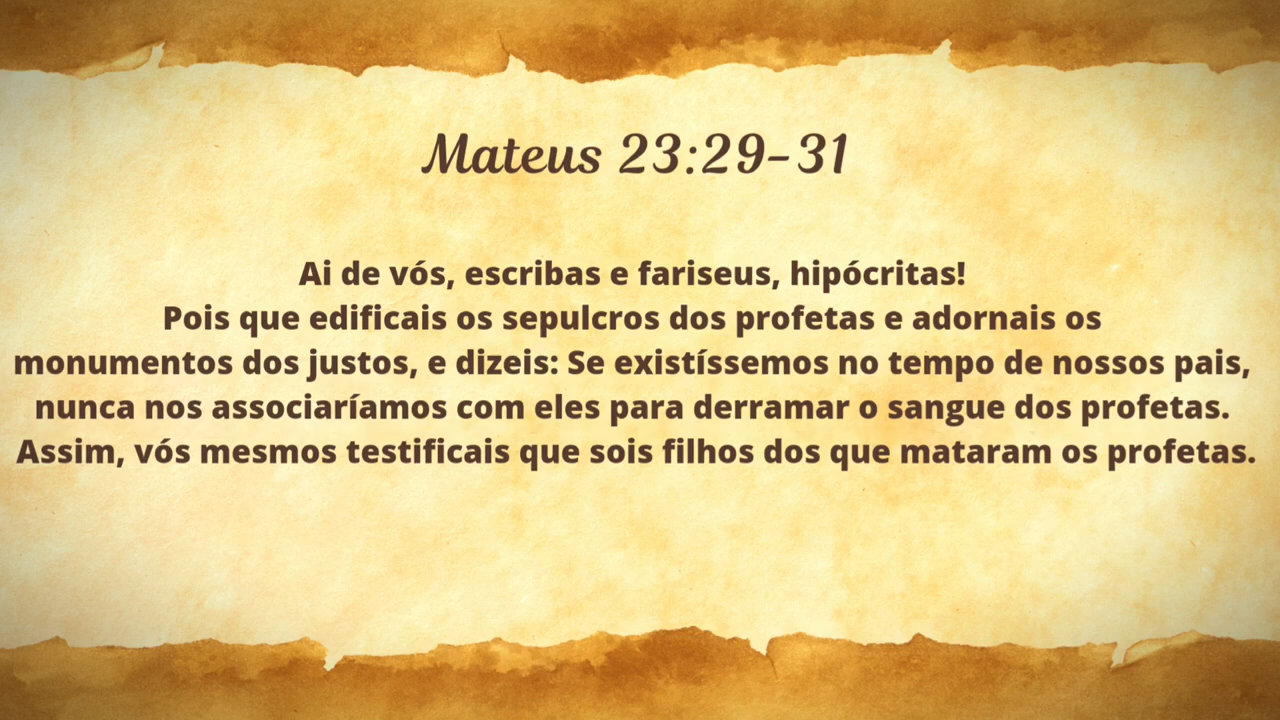 Mateus 23:29-31
Ai de vós, escribas e fariseus, hipócritas!
Pois que edificais os sepulcros dos profetas e adornais os
monumentos dos justos, e dizeis: Se existíssemos no tempo de nossos pais,
nunca nos associaríamos com eles para derramar o sangue dos profetas.
Assim, vós mesmos testificais que sois filhos dos que mataram os profetas.